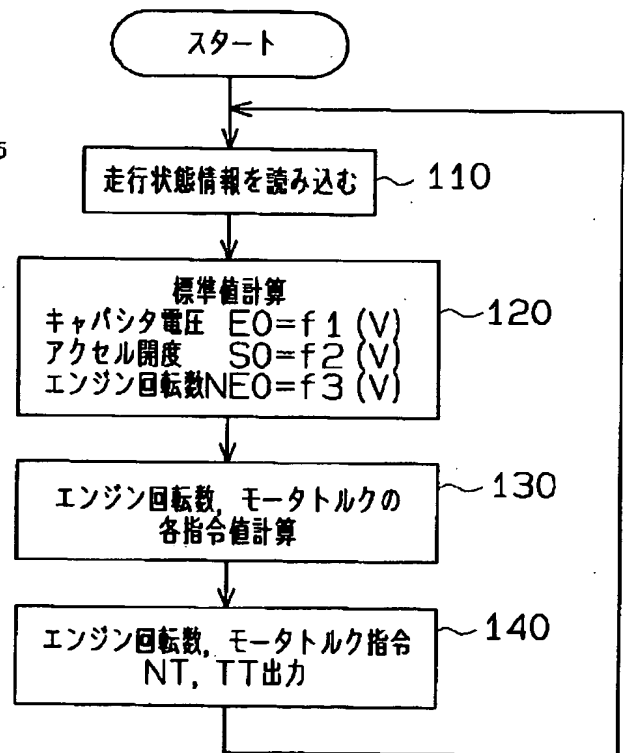 スタート
5
走行状態情報を読み込む
110
標準値計算
キャパシタ電圧 E0=f1(V)
アクセル開度 S0=f2(V)
エンジン回転数NE0=f3(V)
120
エンジン回転数,モータトルクの
各指令値計算
130
エンジン回転数,モータトルク指令
NT,TT出力
140